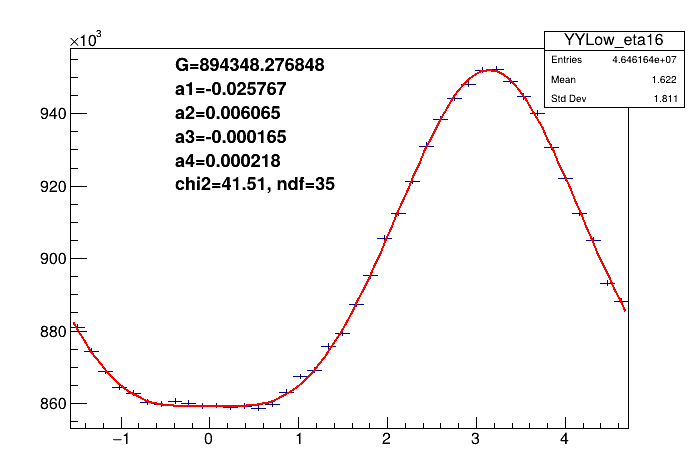 ×10³
YYLow_eta16
Entries 4.646164e+07
Mean 1.622
Std Dev 1.811
G=894348.276848
a1=-0.025767
a2=0.006065
a3=-0.000165
a4=0.000218
chi2=41.51, ndf=35
940
920
900
880
860
−1 0 1 2 3 4